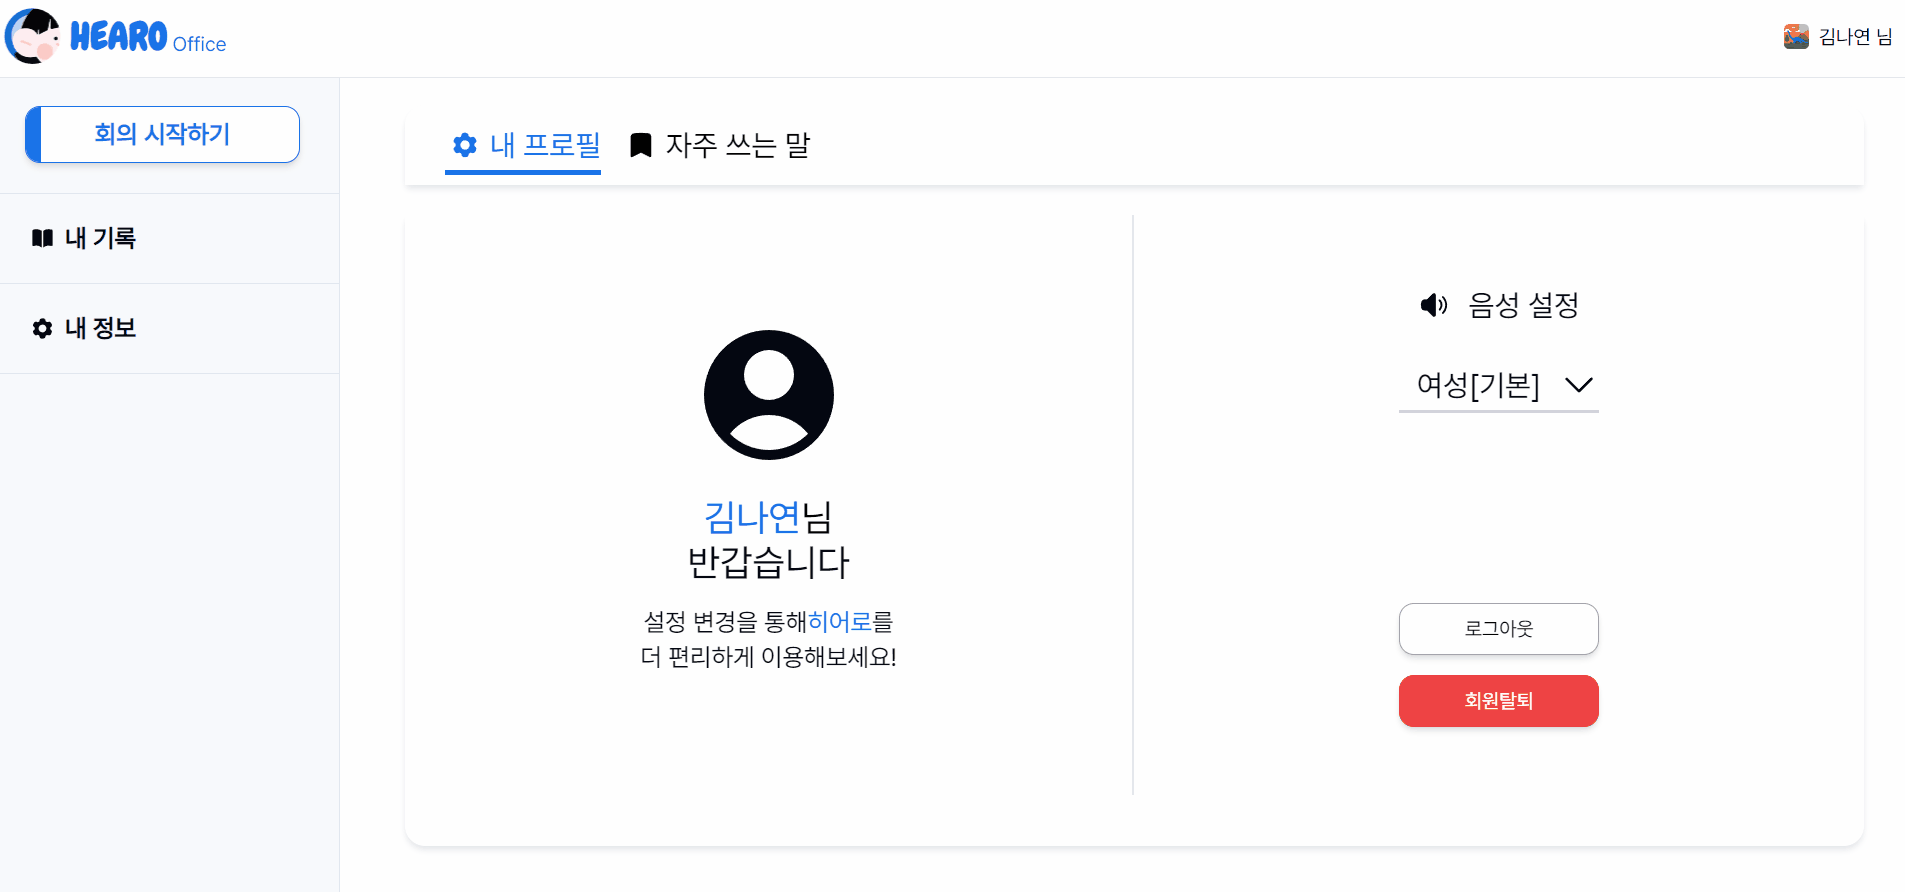 HEARO Office
김나연 님
회의 시작하기
내 기록
내 정보
내 프로필
자주 쓰는 말
김나연님
반갑습니다
설정 변경을 통해히어로를
더 편리하게 이용해보세요!
음성 설정
여성[기본]
로그아웃
회원탈퇴